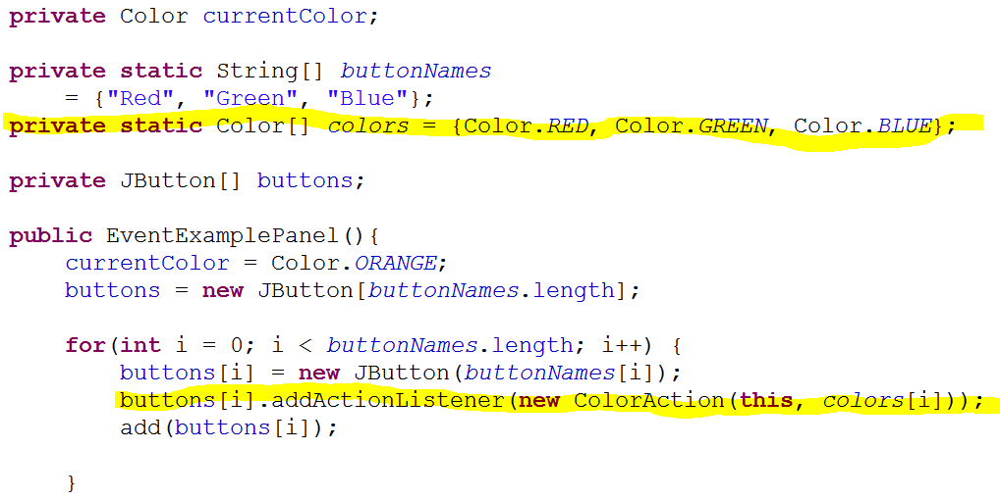 private Color currentColor;
private static String[] buttonNames
= {"Red", "Green", "Blue"};
private static Color[] colors = {Color.RED, Color.GREEN, Color.BLUE};
private JButton[] buttons;
public EventExamplePanel(){
currentColor = Color.ORANGE;
buttons = new JButton[buttonNames.length];
for(int i = 0; i < buttonNames.length; i++) {
buttons[i] = new JButton(buttonNames[i]);
buttons[i].addActionListener(new ColorAction(this, colors[i]));
add(buttons[i]);
}